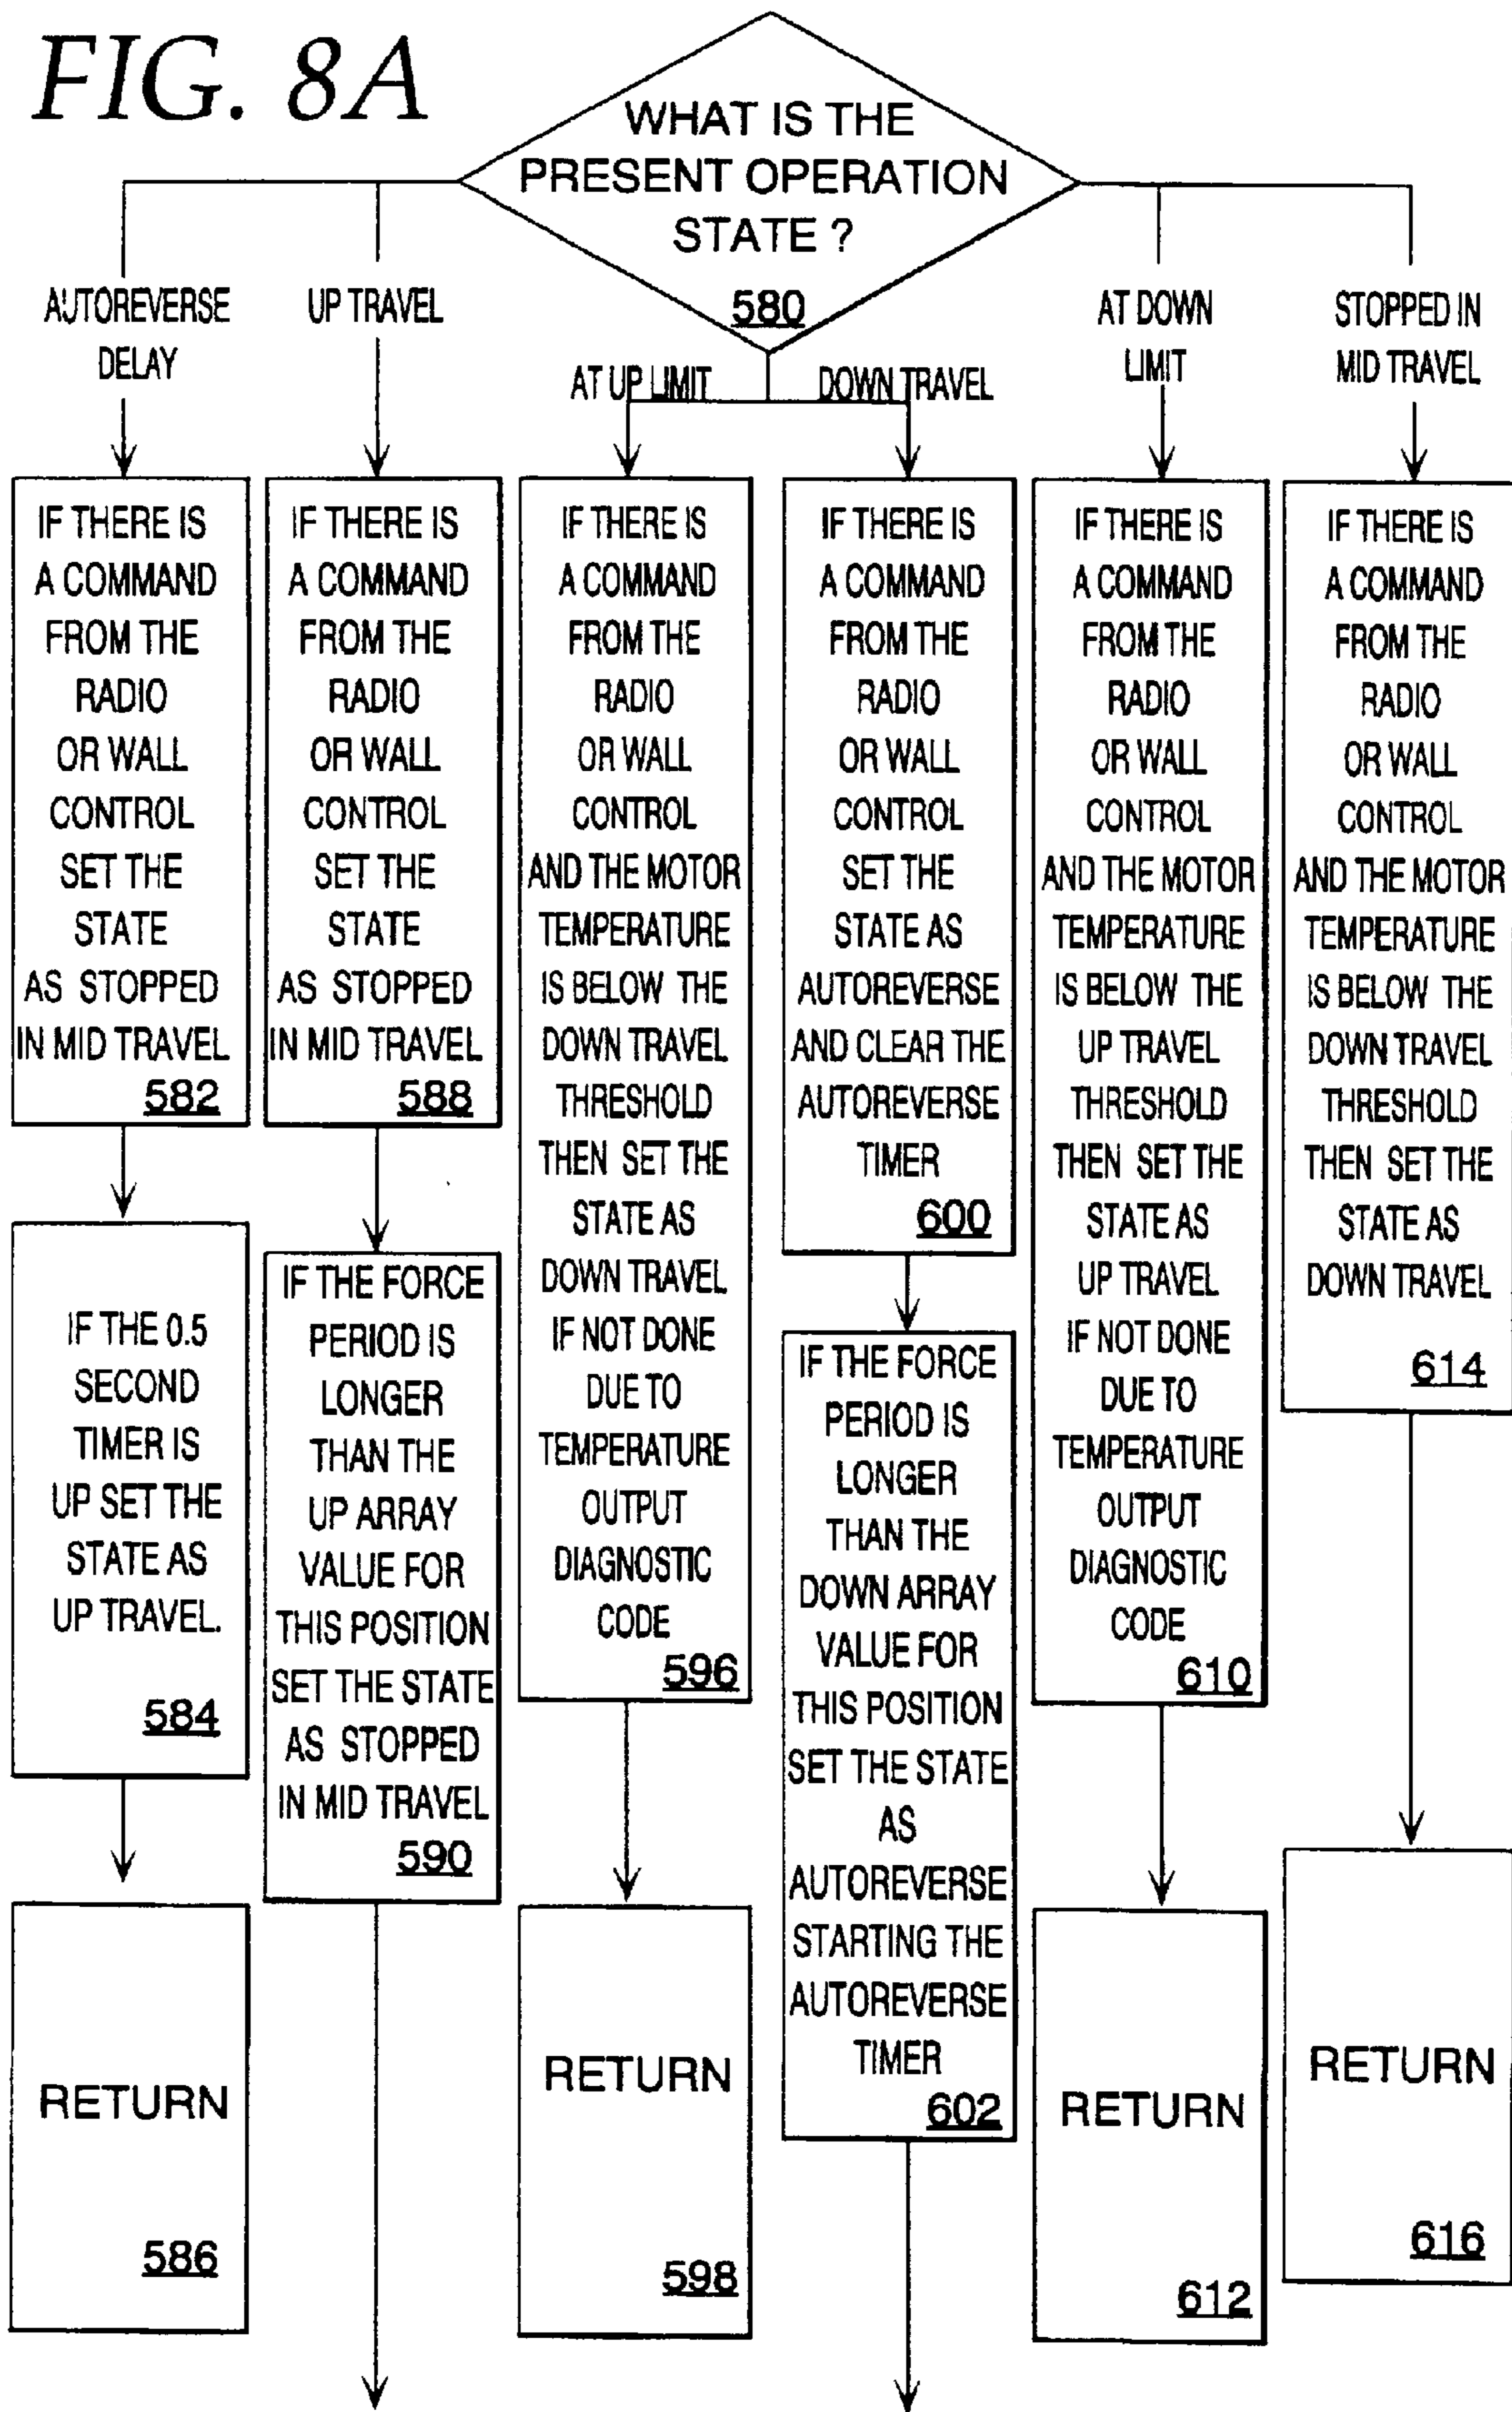 FIG. 8A
WHAT IS THE
PRESENT OPERATION
STATE ?
580
AUTOREVERSE
DELAY
UP TRAVEL
AT UP LIMIT
DOWN TRAVEL
AT DOWN
LIMIT
STOPPED IN
MID TRAVEL
IF THERE IS
A COMMAND
FROM THE
RADIO
OR WALL
CONTROL
SET THE
STATE
AS STOPPED
IN MID TRAVEL
582
IF THE 0.5
SECOND
TIMER IS
UP SET THE
STATE AS
UP TRAVEL.
584
RETURN
586
IF THERE IS
A COMMAND
FROM THE
RADIO
OR WALL
CONTROL
SET THE
STATE
AS STOPPED
IN MID TRAVEL
588
IF THE FORCE
PERIOD IS
LONGER
THAN THE
UP ARRAY
VALUE FOR
THIS POSITION
SET THE STATE
AS STOPPED
IN MID TRAVEL
590
IF THERE IS
A COMMAND
FROM THE
RADIO
OR WALL
CONTROL
AND THE MOTOR
TEMPERATURE
IS BELOW THE
DOWN TRAVEL
THRESHOLD
THEN SET THE
STATE AS
DOWN TRAVEL
IF NOT DONE
DUE TO
TEMPERATURE
OUTPUT
DIAGNOSTIC
CODE
596
RETURN
598
IF THERE IS
A COMMAND
FROM THE
RADIO
OR WALL
CONTROL
SET THE
STATE AS
AUTOREVERSE
AND CLEAR THE
AUTOREVERSE
TIMER
600
IF THE FORCE
PERIOD IS
LONGER
THAN THE
DOWN ARRAY
VALUE FOR
THIS POSITION
SET THE STATE
AS
AUTOREVERSE
STARTING THE
AUTOREVERSE
TIMER
602
IF THERE IS
A COMMAND
FROM THE
RADIO
OR WALL
CONTROL
AND THE MOTOR
TEMPERATURE
IS BELOW THE
UP TRAVEL
THRESHOLD
THEN SET THE
STATE AS
UP TRAVEL
IF NOT DONE
DUE TO
TEMPERATURE
OUTPUT
DIAGNOSTIC
CODE
610
RETURN
612
IF THERE IS
A COMMAND
FROM THE
RADIO
OR WALL
CONTROL
AND THE MOTOR
TEMPERATURE
IS BELOW THE
DOWN TRAVEL
THRESHOLD
THEN SET THE
STATE AS
DOWN TRAVEL
614
RETURN
616